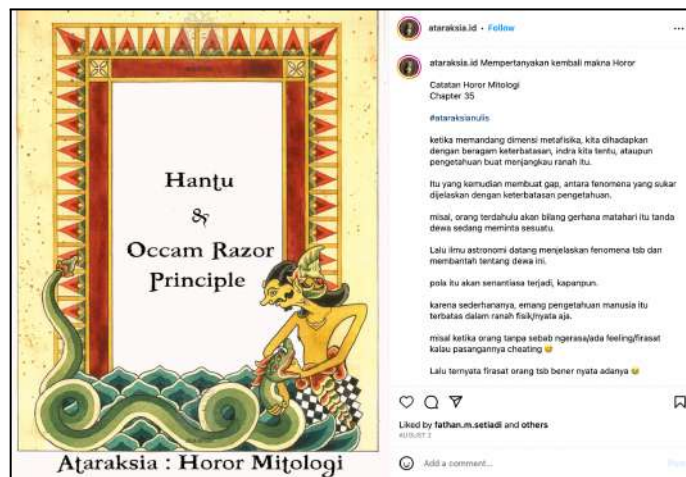 Hantu
&
Occam Razor
Principle
Ataraksia : Horor Mitologi
ataraksia.id • Follow
ataraksia.id Mempertanyakan kembali makna Horor
Catatan Horor Mitologi
Chapter 35
#ataraksianulis
ketika memandang dimensi metafisika, kita dihadapkan
dengan beragam keterbatasan, indra kita tentu, ataupun
pengetahuan buat menjangkau ranah itu.
Itu yang kemudian membuat gap, antara fenomena yang sukar
dijelaskan dengan keterbatasan pengetahuan.
misal, orang terdahulu akan bilang gerhana matahari itu tanda
dewa sedang meminta sesuatu.
Lalu ilmu astronomi datang menjelaskan fenomena tsb dan
membantah tentang dewa ini.
pola itu akan senantiasa terjadi, kapanpun.
karena sederhananya, emang pengetahuan manusia itu
terbatas dalam ranah fisik/nyata aja.
misal ketika orang tanpa sebab ngerasa/ada feeling/firasat
kalau pasangannya cheating 😅
Lalu ternyata firasat orang tsb bener nyata adanya 😂
Liked by fathan.m.setiadi and others
AUGUST 2
Add a comment...
Post